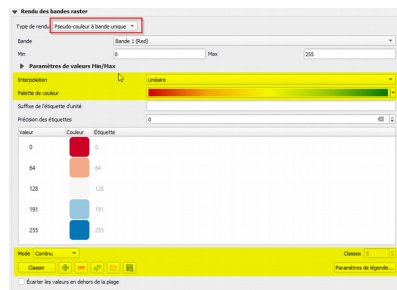 Rendu des bandes raster
Type de rendu Pseudo-couleur à bande unique
Bande Bande 1 (Red)
Min 0 Max 255
Paramètres de valeurs Min/Max
Interpolation Linéaire
Palette de couleur
Suffixe de l'étiquette d'unité
Précision des étiquettes 0
Valeur Couleur Étiquette
0 0
64 64
128 128
191 191
255 255
Mode Continu Classes 5
Classer Paramètres de légende...
Écarter les valeurs en dehors de la plage